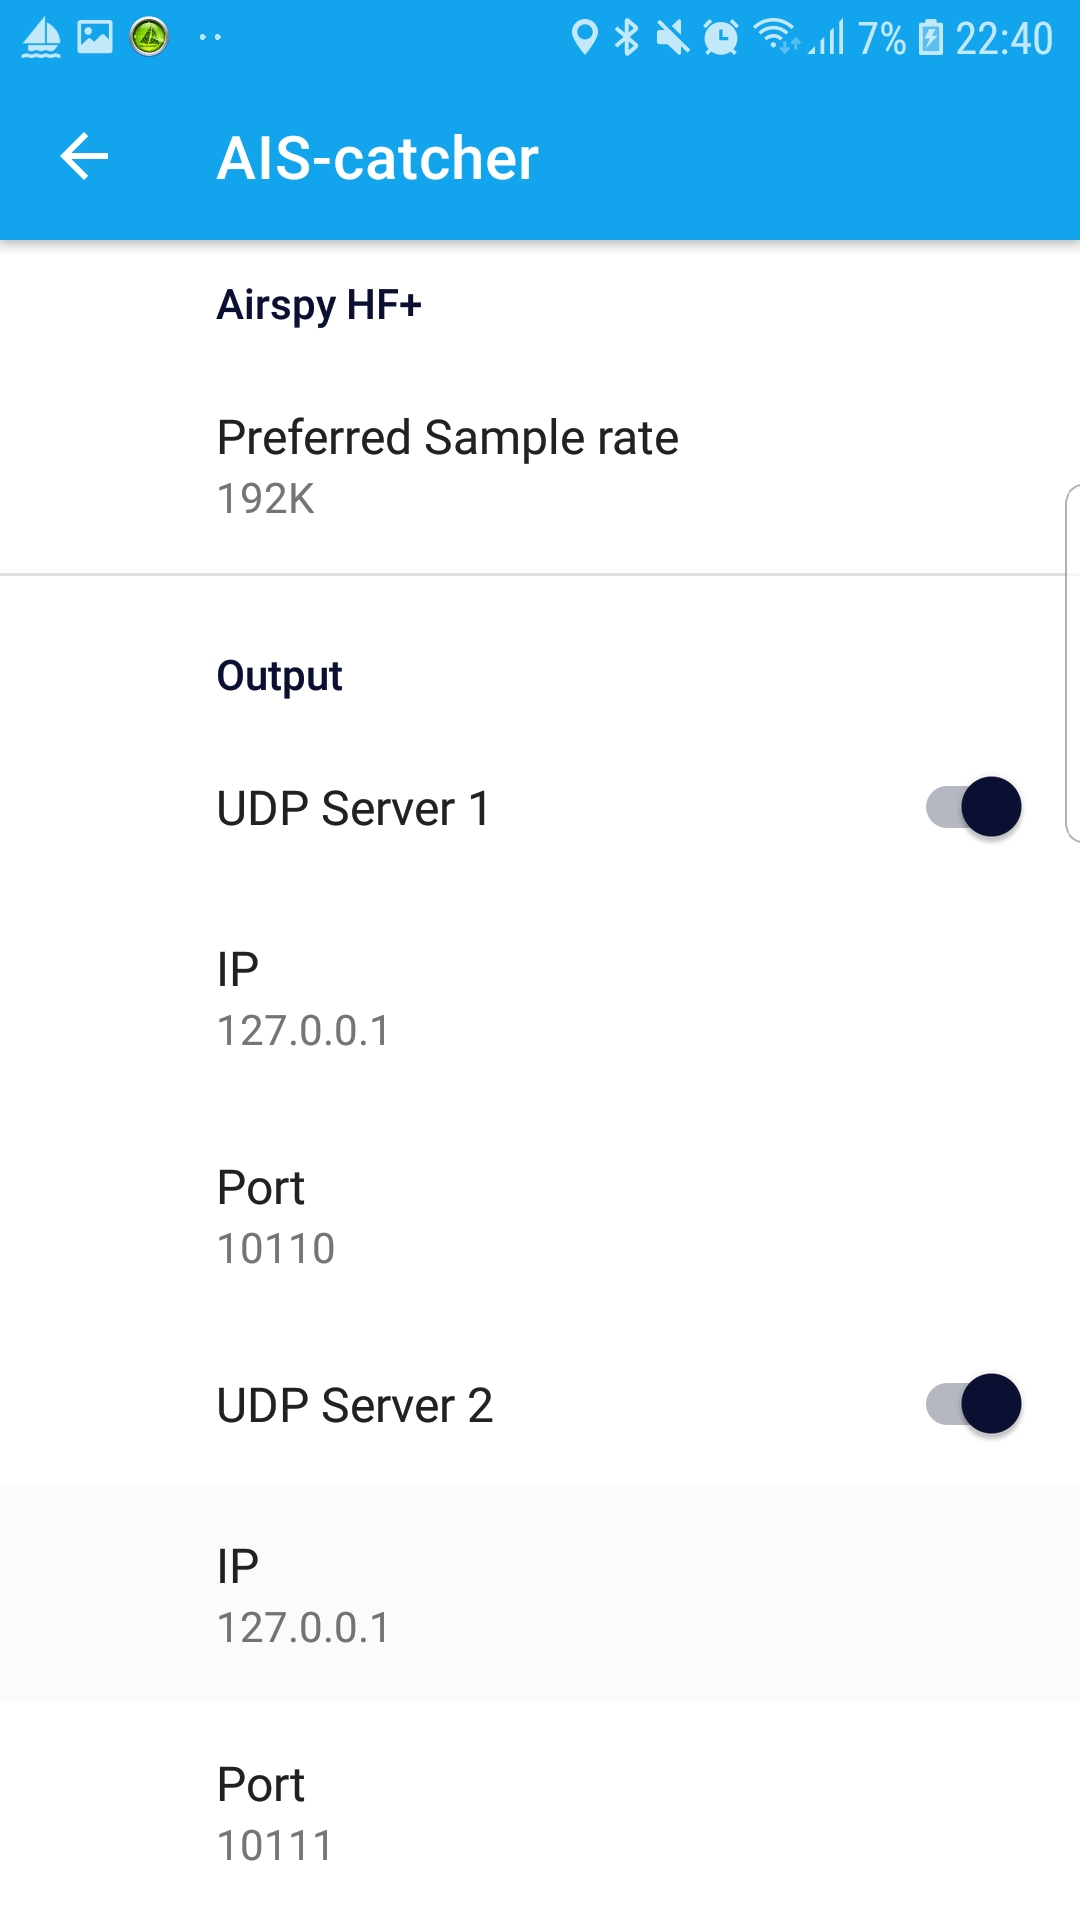 7% 22:40
AIS-catcher
Airspy HF+
Preferred Sample rate
192K
Output
UDP Server 1
IP
127.0.0.1
Port
10110
UDP Server 2
IP
127.0.0.1
Port
10111